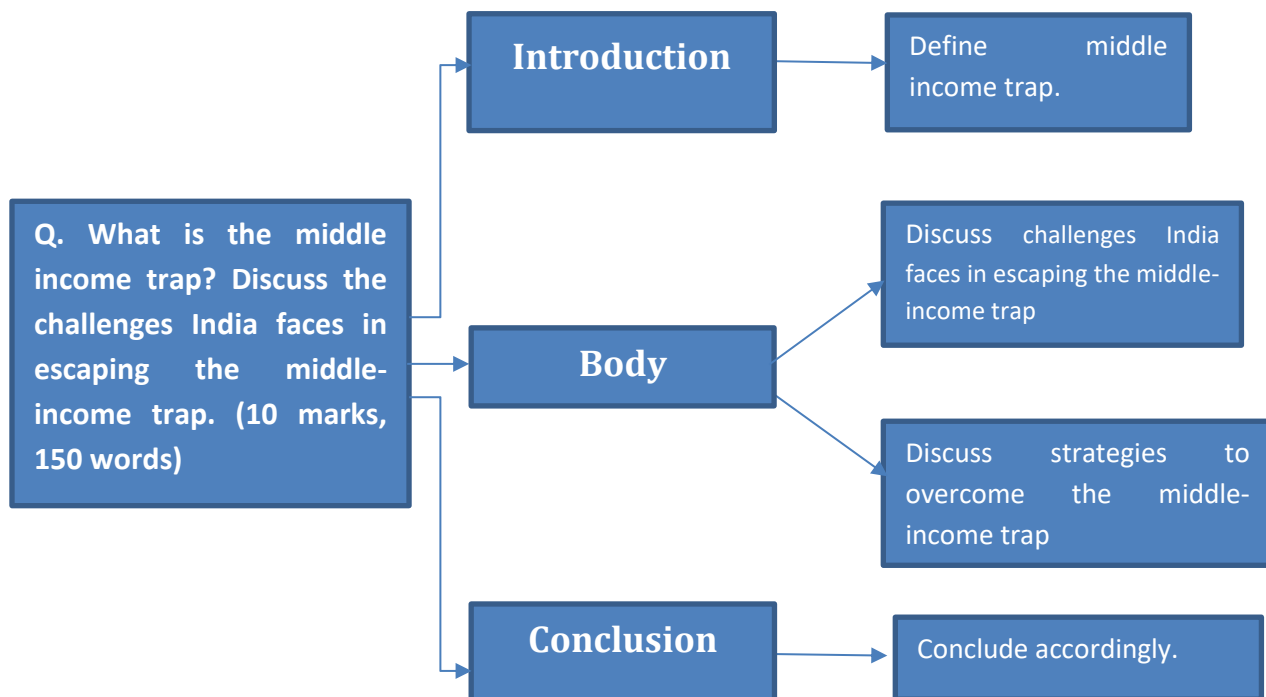 Q. What is the middle
income trap? Discuss the
challenges India faces in
escaping the middle-
income trap. (10 marks,
150 words)
Introduction
Define middle
income trap.
Body
Discuss challenges India
faces in escaping the middle-
income trap
Discuss strategies to
overcome the middle-
income trap
Conclusion
Conclude accordingly.